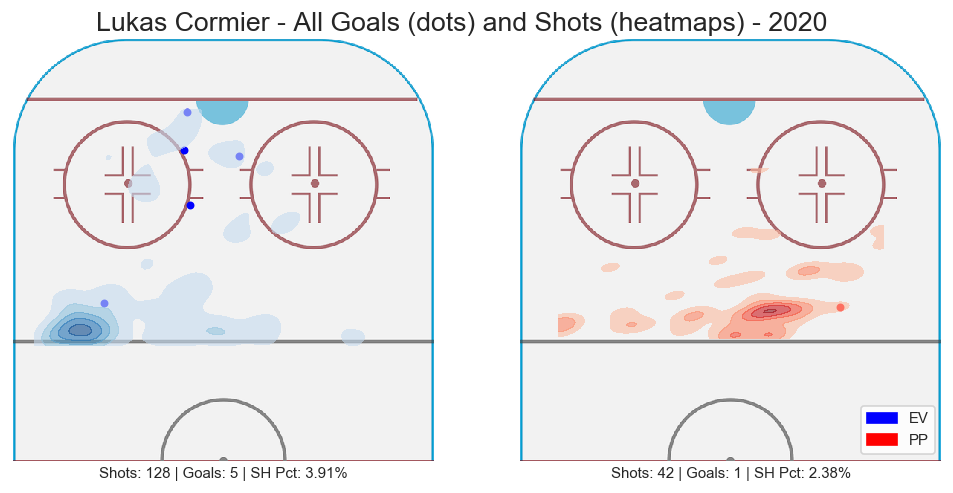 Lukas Cormier - All Goals (dots) and Shots (heatmaps) - 2020
EV
PP
Shots: 128 | Goals: 5 | SH Pct: 3.91%
Shots: 42 | Goals: 1 | SH Pct: 2.38%